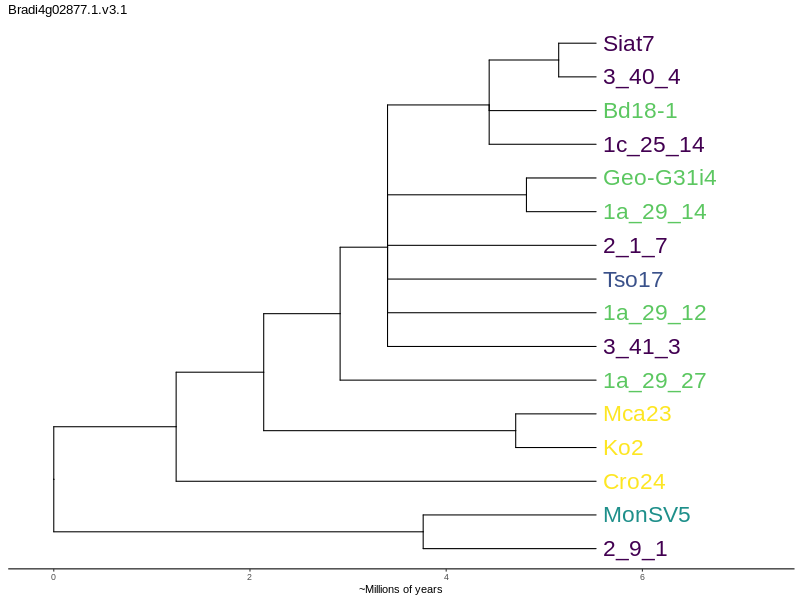 Bradi4g02877.1.v3.1
Siat7
3_40_4
Bd18-1
1c_25_14
Geo-G31i4
1a_29_14
2_1_7
Tso17
1a_29_12
3_41_3
1a_29_27
Mca23
Ko2
Cro24
MonSV5
2_9_1
0 2 4 6
~Millions of years